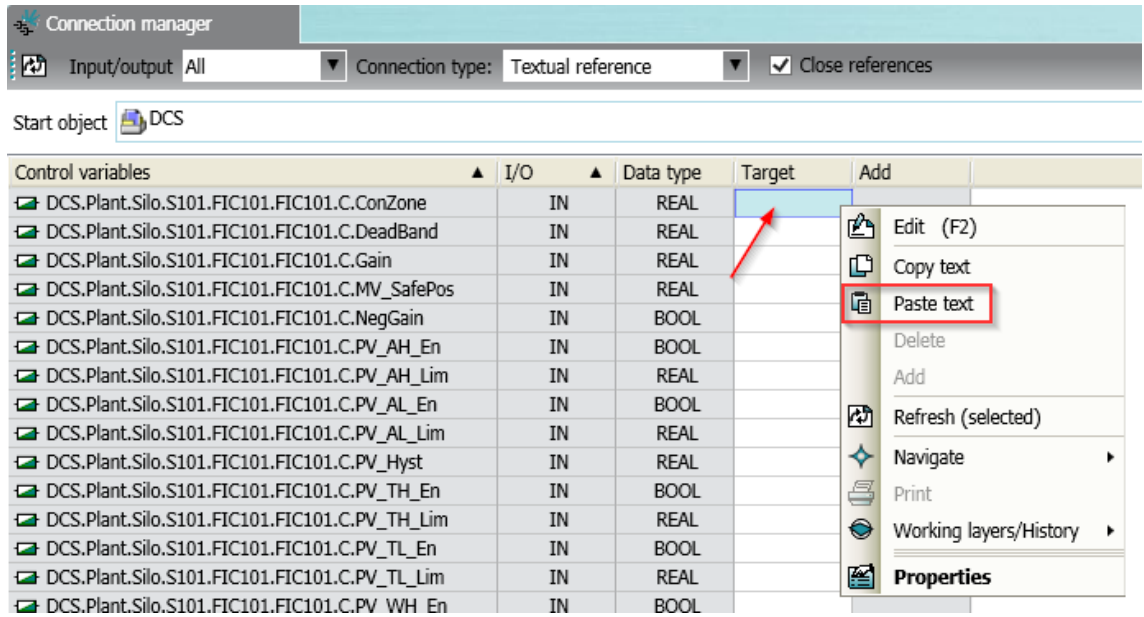 Connection manager
Input/output All Connection type: Textual reference Close references
Start object DCS
Control variables I/O Data type Target Add
DCS.Plant.Silo.S101.FIC101.FIC101.C.ConZone IN REAL
DCS.Plant.Silo.S101.FIC101.FIC101.C.DeadBand IN REAL
DCS.Plant.Silo.S101.FIC101.FIC101.C.Gain IN REAL
DCS.Plant.Silo.S101.FIC101.FIC101.C.MV_SafePos IN REAL
DCS.Plant.Silo.S101.FIC101.FIC101.C.NegGain IN BOOL
DCS.Plant.Silo.S101.FIC101.FIC101.C.PV_AH_En IN BOOL
DCS.Plant.Silo.S101.FIC101.FIC101.C.PV_AH_Lim IN REAL
DCS.Plant.Silo.S101.FIC101.FIC101.C.PV_AL_En IN BOOL
DCS.Plant.Silo.S101.FIC101.FIC101.C.PV_AL_Lim IN REAL
DCS.Plant.Silo.S101.FIC101.FIC101.C.PV_Hyst IN REAL
DCS.Plant.Silo.S101.FIC101.FIC101.C.PV_TH_En IN BOOL
DCS.Plant.Silo.S101.FIC101.FIC101.C.PV_TH_Lim IN REAL
DCS.Plant.Silo.S101.FIC101.FIC101.C.PV_TL_En IN BOOL
DCS.Plant.Silo.S101.FIC101.FIC101.C.PV_TL_Lim IN REAL
DCS.Plant.Silo.S101.FIC101.FIC101.C.PV_WH_En IN BOOL
Edit (F2)
Copy text
Paste text
Delete
Add
Refresh (selected)
Navigate
Print
Working layers/History
Properties